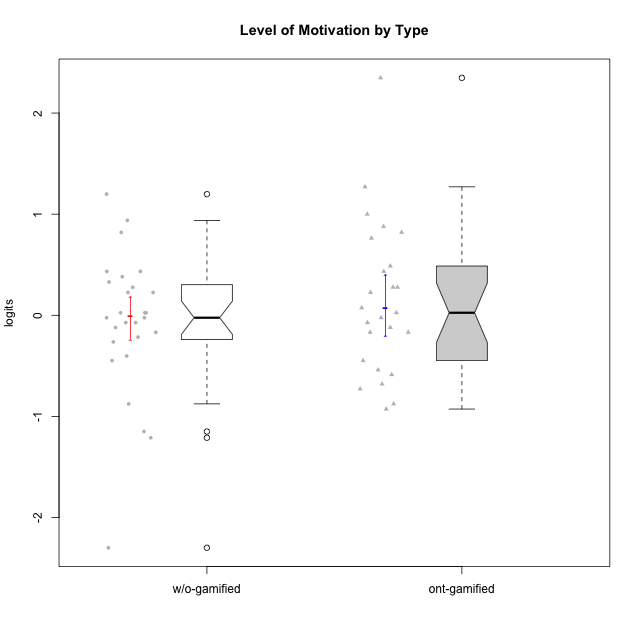 Level of Motivation by Type
logits
2
1
0
-1
-2
w/o-gamified
ont-gamified